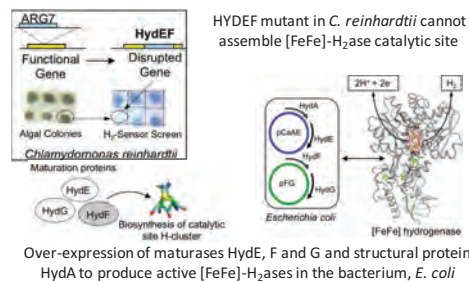 ARG7
HydEF
Functional Gene
Disrupted Gene
Algal Colonies
H₂-Sensor Screen
Chlamydomonas reinhardtii
HYDEF mutant in C. reinhardtii cannot
assemble [FeFe]-H₂ase catalytic site
Maturation proteins
HydE
HydG
HydF
Biosynthesis of catalytic
site H-cluster
HydA
pCaAE
HydE
HydF
pFG
HydG
Escherichia coli
2H⁺ + 2e⁻
H₂
[FeFe] hydrogenase
Over-expression of maturases HydE, F and G and structural protein
HydA to produce active [FeFe]-H₂ases in the bacterium, E. coli